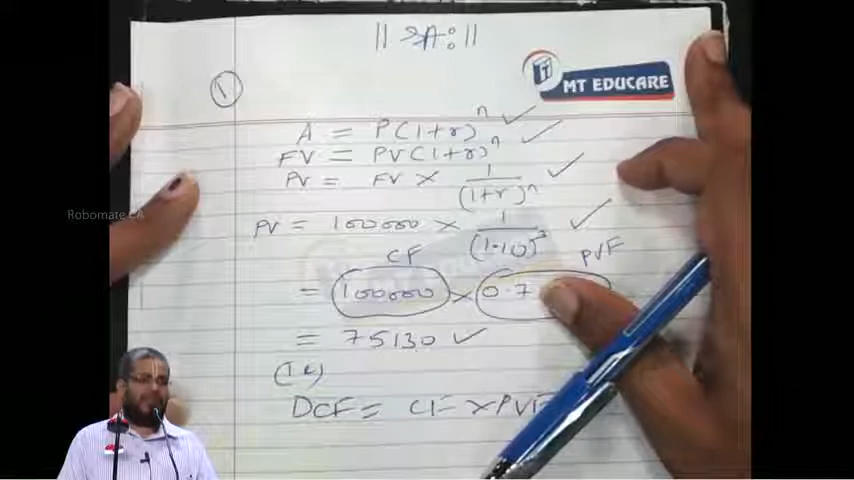 || श्री: ||
1
MT EDUCARE
A = P(1+r)^n ✓
FV = PV(1+r)^n ✓
PV = FV × 1/(1+r)^n ✓
PV = 100000 × 1/(1.10)^3 ✓
CF PVF
= 100000 × 0.7
= 75130 ✓
DCF = CF × PVF
Robomate CA